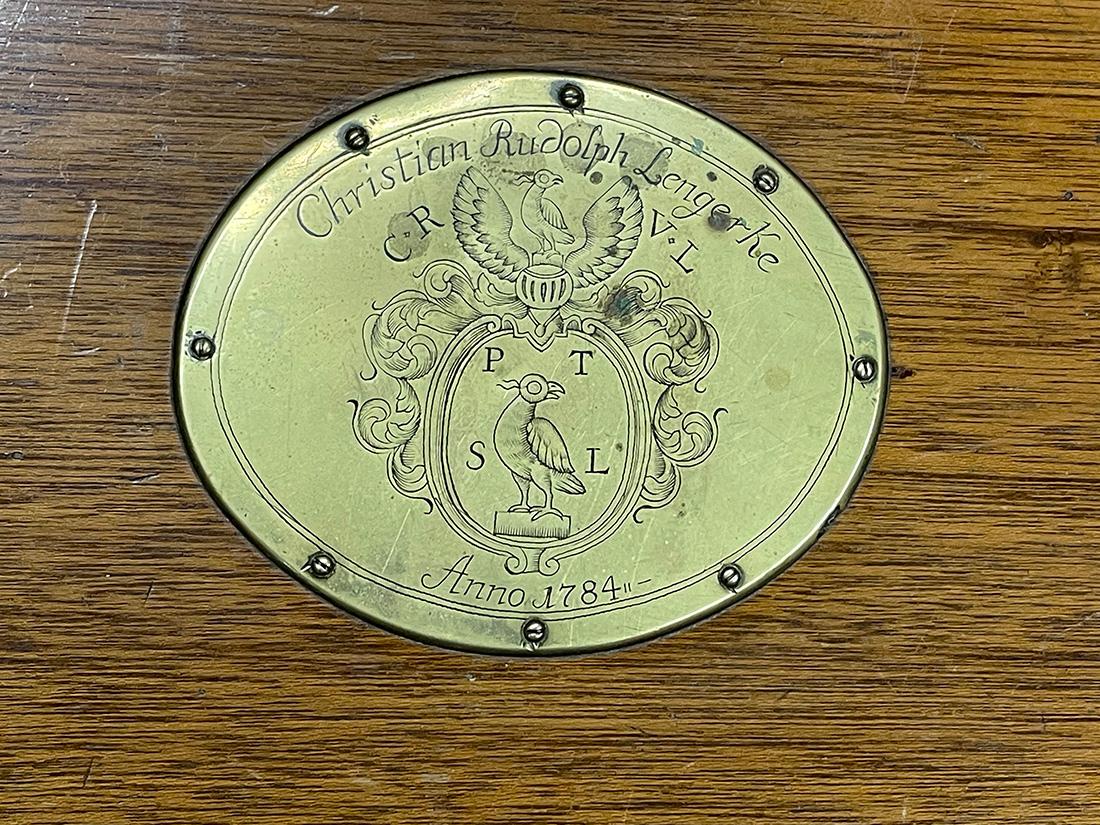 Christian Rudolph Lengerke
C·R V·L
P T
S L
Anno 1784"-